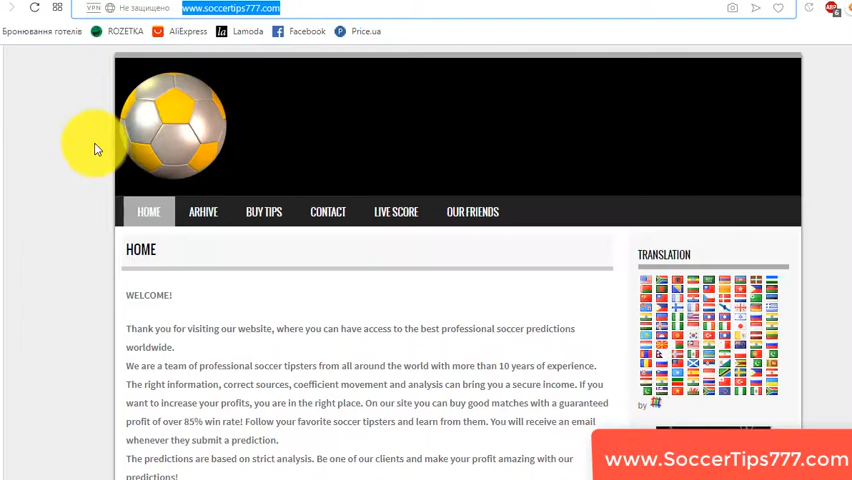 VPN Не защищено www.soccertips777.com
6
Бронювання готелів ROZETKA AliExpress la Lamoda Facebook P Price.ua
HOME ARHIVE BUY TIPS CONTACT LIVE SCORE OUR FRIENDS
HOME
TRANSLATION
WELCOME!
Thank you for visiting our website, where you can have access to the best professional soccer predictions
worldwide.
We are a team of professional soccer tipsters from all around the world with more than 10 years of experience.
The right information, correct sources, coefficient movement and analysis can bring you a secure income. If you
want to increase your profits, you are in the right place. On our site you can buy good matches with a guaranteed
profit of over 85% win rate! Follow your favorite soccer tipsters and learn from them. You will receive an email
whenever they submit a prediction.
The predictions are based on strict analysis. Be one of our clients and make your profit amazing with our
predictions!
by
www.SoccerTips777.com